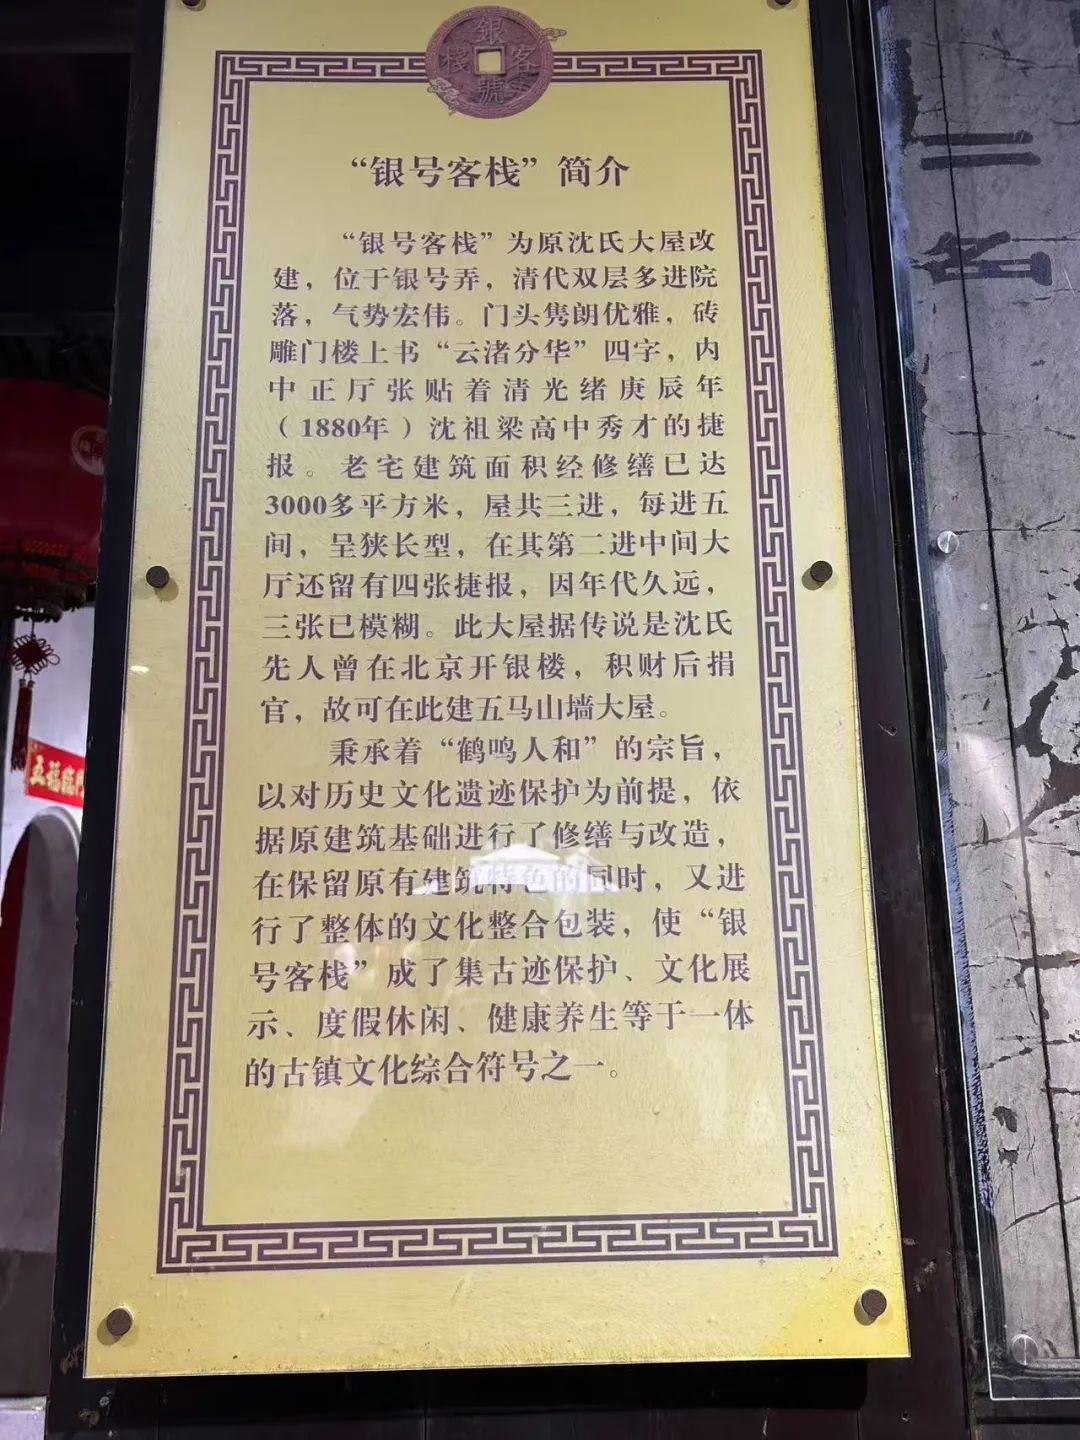 銀號客棧
“银号客栈”简介
“银号客栈”为原沈氏大屋改
建，位于银号弄，清代双层多进院
落，气势宏伟。门头隽朗优雅，砖
雕门楼上书“云渚分华”四字，内
中正厅张贴着清光绪庚辰年
（1880年）沈祖梁高中秀才的捷
报。老宅建筑面积经修缮已达
3000多平方米，屋共三进，每进五
间，呈狭长型，在其第二进中间大
厅还留有四张捷报，因年代久远，
三张已模糊。此大屋据传说是沈氏
先人曾在北京开银楼，积财后捐
官，故可在此建五马山墙大屋。
秉承着“鹤鸣人和”的宗旨，
以对历史文化遗迹保护为前提，依
据原建筑基础进行了修缮与改造，
在保留原有建筑特色的同时，又进
行了整体的文化整合包装，使“银
号客栈”成了集古迹保护、文化展
示、度假休闲、健康养生等于一体
的古镇文化综合符号之一。
五福臨門